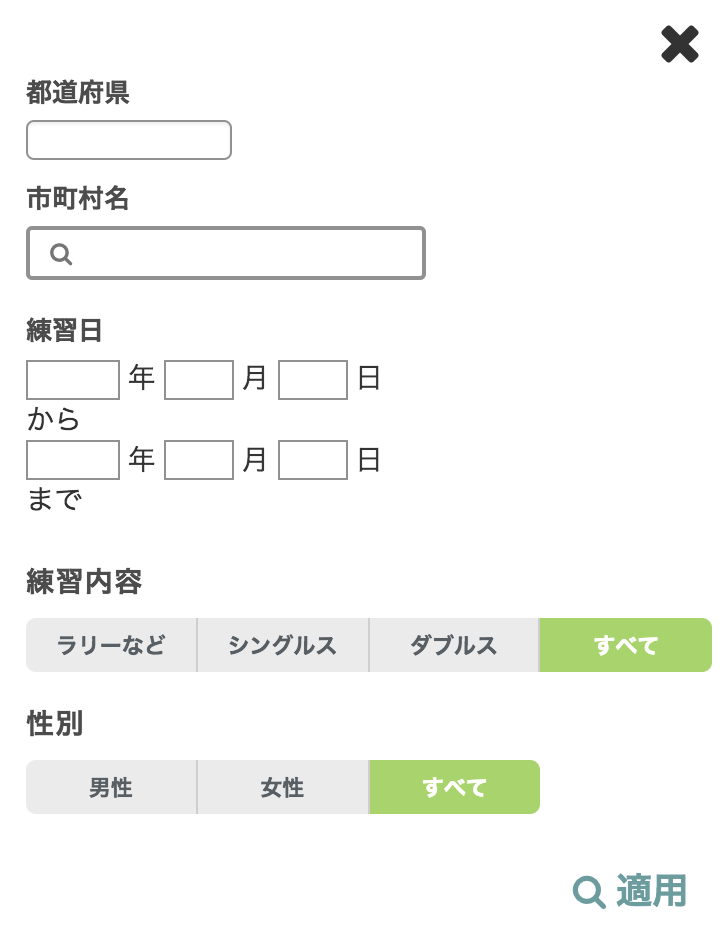 都道府県
市町村名
練習日
年 月 日
から
年 月 日
まで
練習内容
ラリーなど シングルス ダブルス すべて
性別
男性 女性 すべて
適用